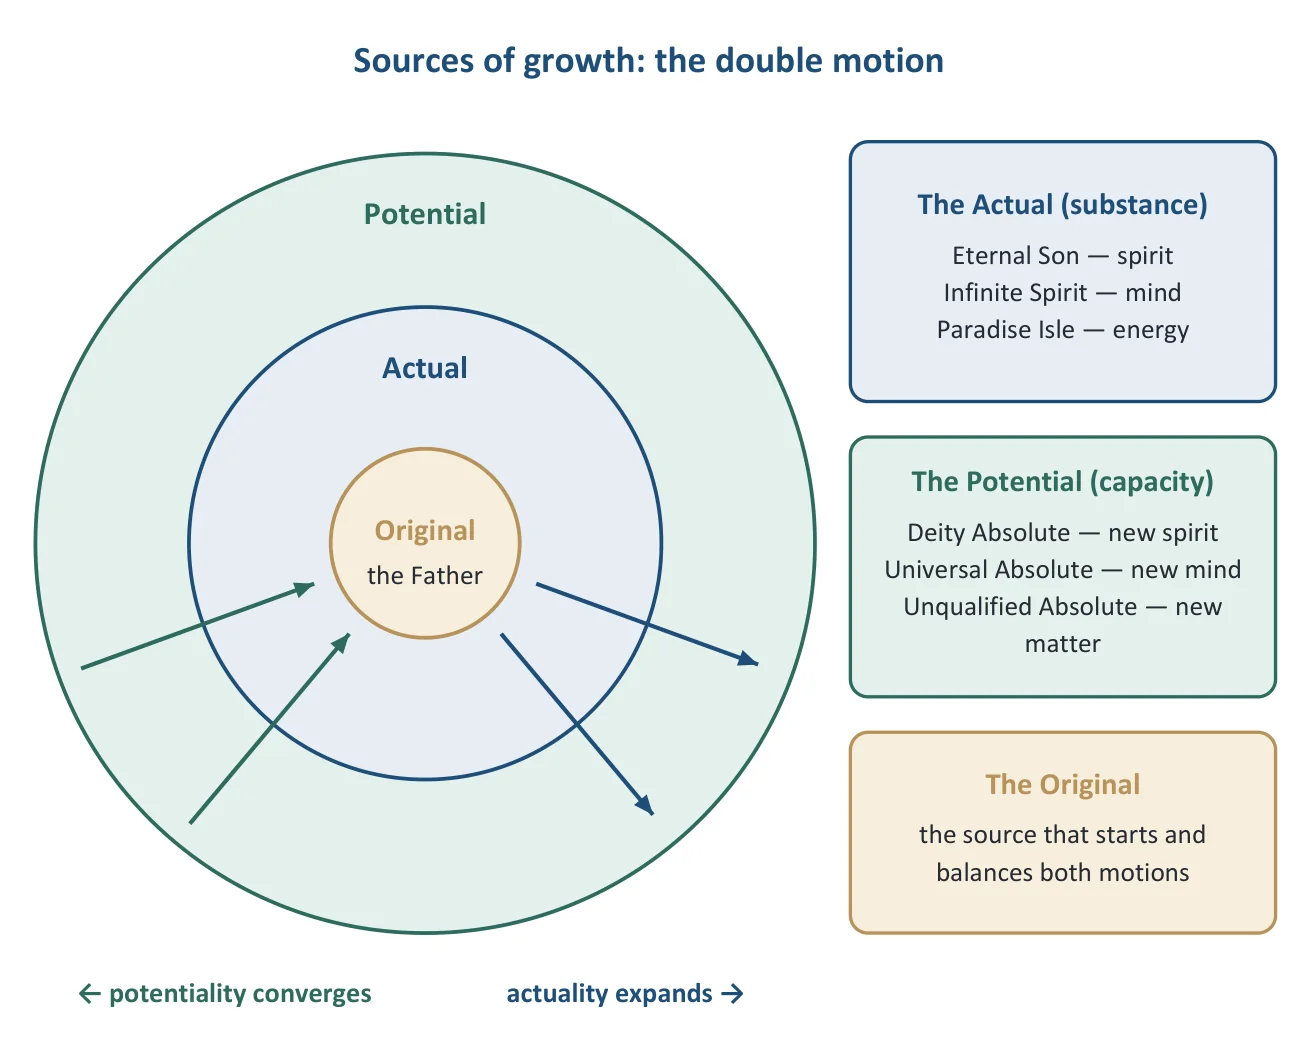 Sources of growth: the double motion
Potential
Actual
Original
the Father
The Actual (substance)
Eternal Son — spirit
Infinite Spirit — mind
Paradise Isle — energy
The Potential (capacity)
Deity Absolute — new spirit
Universal Absolute — new mind
Unqualified Absolute — new
matter
The Original
the source that starts and
balances both motions
← potentiality converges
actuality expands →